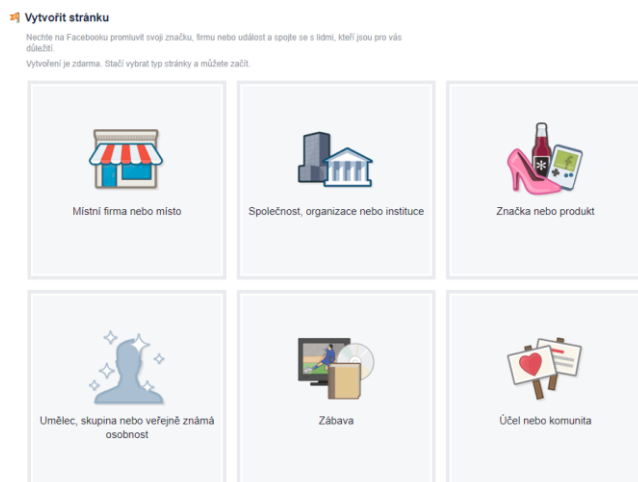 Vytvořit stránku
Nechte na Facebooku promluvit svoji značku, firmu nebo událost a spojte se s lidmi, kteří jsou pro vás
důležití.
Vytvoření je zdarma. Stačí vybrat typ stránky a můžete začít.
Místní firma nebo místo
Společnost, organizace nebo instituce
Značka nebo produkt
Umělec, skupina nebo veřejně známá
osobnost
Zábava
Účel nebo komunita